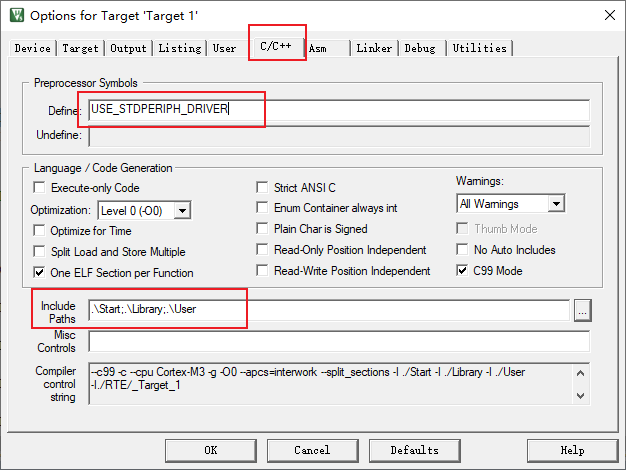 Options for Target 'Target 1'
Device Target Output Listing User C/C++ Asm Linker Debug Utilities
Preprocessor Symbols
Define: USE_STDPERIPH_DRIVER
Undefine:
Language / Code Generation
Execute-only Code Strict ANSI C Warnings:
Optimization: Level 0 (-O0) Enum Container always int All Warnings
Optimize for Time Plain Char is Signed Thumb Mode
Split Load and Store Multiple Read-Only Position Independent No Auto Includes
One ELF Section per Function Read-Write Position Independent C99 Mode
Include Paths .\Start;.\Library;.\User ...
Misc Controls
Compiler control string --c99 -c --cpu Cortex-M3 -g -O0 --apcs=interwork --split_sections -I ./Start -I ./Library -I ./User
-I./RTE/_Target_1
OK Cancel Defaults Help